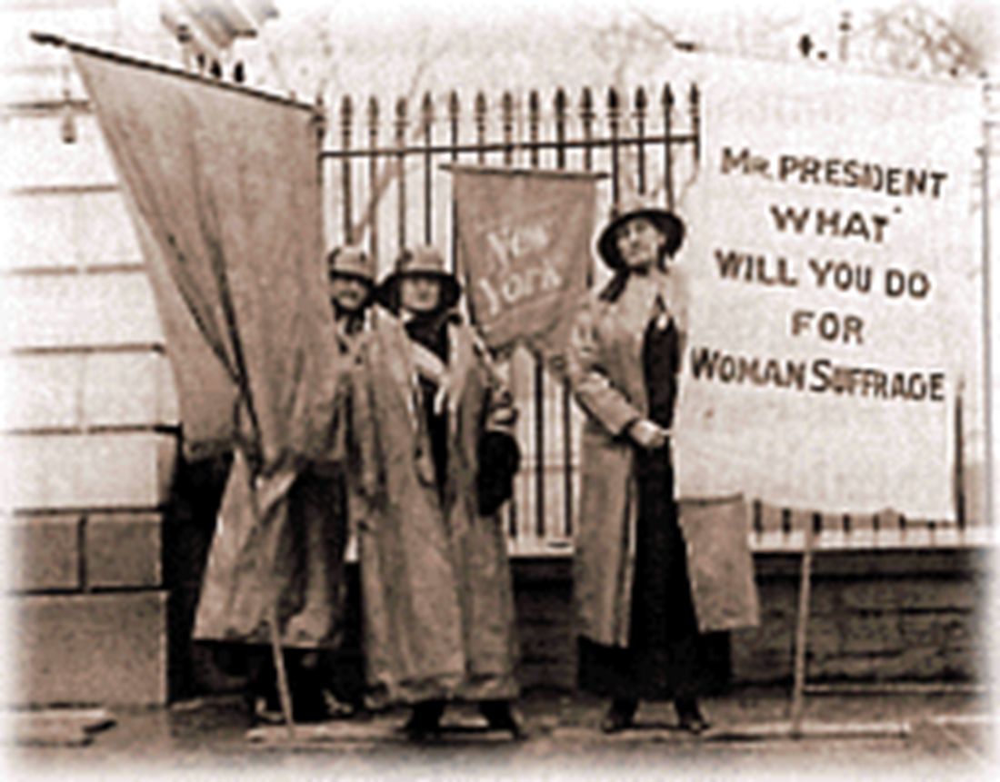 New
York
MR. PRESIDENT
WHAT
WILL YOU DO
FOR
WOMAN SUFFRAGE